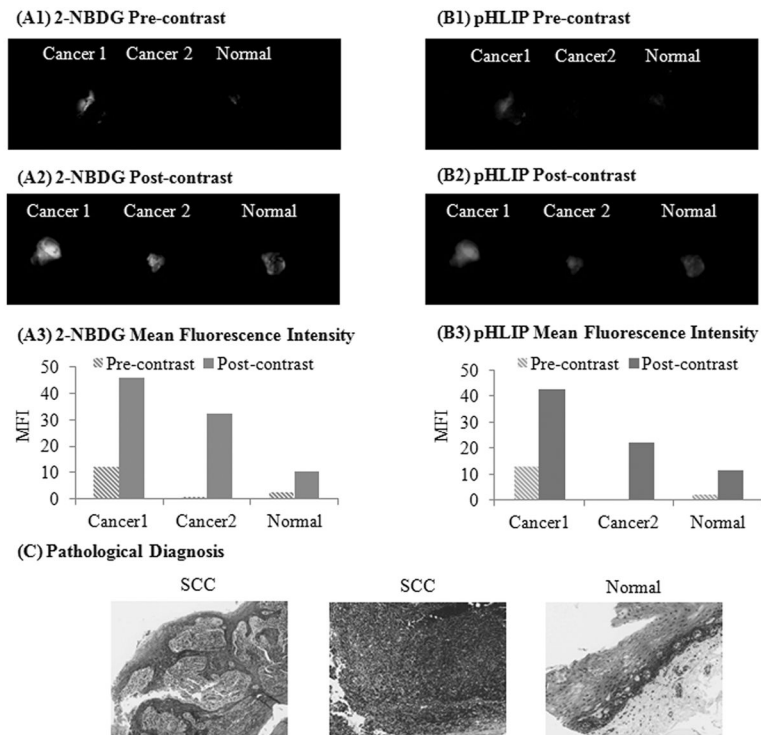 (A1) 2-NBDG Pre-contrast
Cancer 1 Cancer 2 Normal
(B1) pHLIP Pre-contrast
Cancer1 Cancer2 Normal
(A2) 2-NBDG Post-contrast
Cancer 1 Cancer 2 Normal
(B2) pHLIP Post-contrast
Cancer 1 Cancer 2 Normal
(A3) 2-NBDG Mean Fluorescence Intensity
Pre-contrast Post-contrast
MFI
50
40
30
20
10
0
Cancer1 Cancer2 Normal
(B3) pHLIP Mean Fluorescence Intensity
Pre-contrast Post-contrast
MFI
50
40
30
20
10
0
Cancer1 Cancer2 Normal
(C) Pathological Diagnosis
SCC SCC Normal